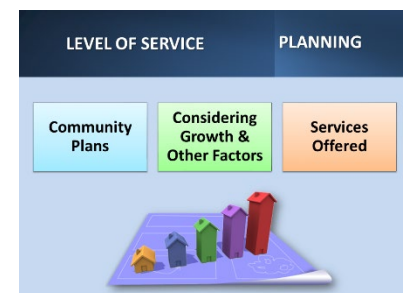 LEVEL OF SERVICE PLANNING
Community
Plans
Considering
Growth &
Other Factors
Services
Offered